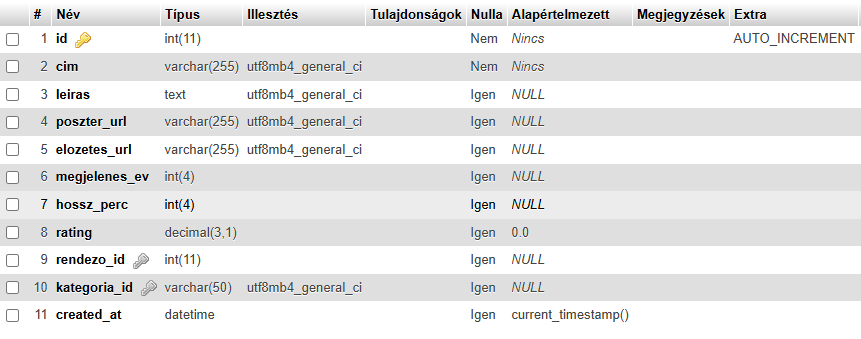 # Név Típus Illesztés Tulajdonságok Nulla Alapértelmezett Megjegyzések Extra
1 id int(11) Nem Nincs AUTO_INCREMENT
2 cim varchar(255) utf8mb4_general_ci Nem Nincs
3 leiras text utf8mb4_general_ci Igen NULL
4 poszter_url varchar(255) utf8mb4_general_ci Igen NULL
5 elozetes_url varchar(255) utf8mb4_general_ci Igen NULL
6 megjelenes_ev int(4) Igen NULL
7 hossz_perc int(4) Igen NULL
8 rating decimal(3,1) Igen 0.0
9 rendezo_id int(11) Igen NULL
10 kategoria_id varchar(50) utf8mb4_general_ci Igen NULL
11 created_at datetime Igen current_timestamp()